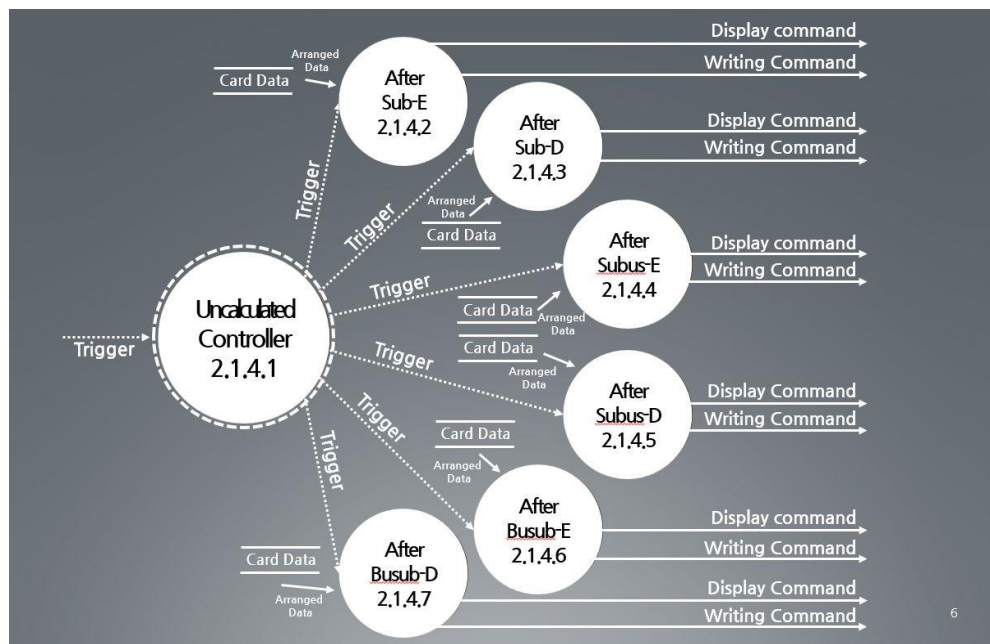 Display command
Writing Command
Arranged
Data
Card Data
After
Sub-E
2.1.4.2
Trigger
Display Command
Writing Command
After
Sub-D
2.1.4.3
Arranged
Data
Card Data
Trigger
Display command
Writing Command
After
Subus-E
2.1.4.4
Trigger
Card Data
Arranged
Data
Uncalculated
Controller
2.1.4.1
Trigger
Card Data
Arranged
Data
Trigger
After
Subus-D
2.1.4.5
Display Command
Writing Command
Trigger
Card Data
Arranged
Data
After
Busub-E
2.1.4.6
Display command
Writing Command
Trigger
Card Data
Arranged
Data
After
Busub-D
2.1.4.7
Display Command
Writing Command
6